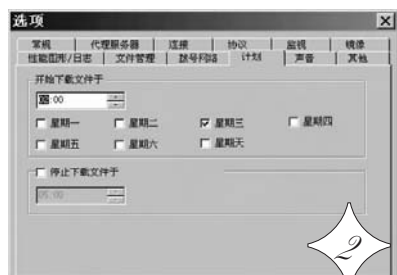 选项
常规 代理服务器 连接 协议 监视 镜像
性能图形/日志 文件管理 拨号网络 计划 声音 其他
开始下载文件于
:00
星期一 星期二 星期三 星期四
星期五 星期六 星期天
停止下载文件于
05:00
2